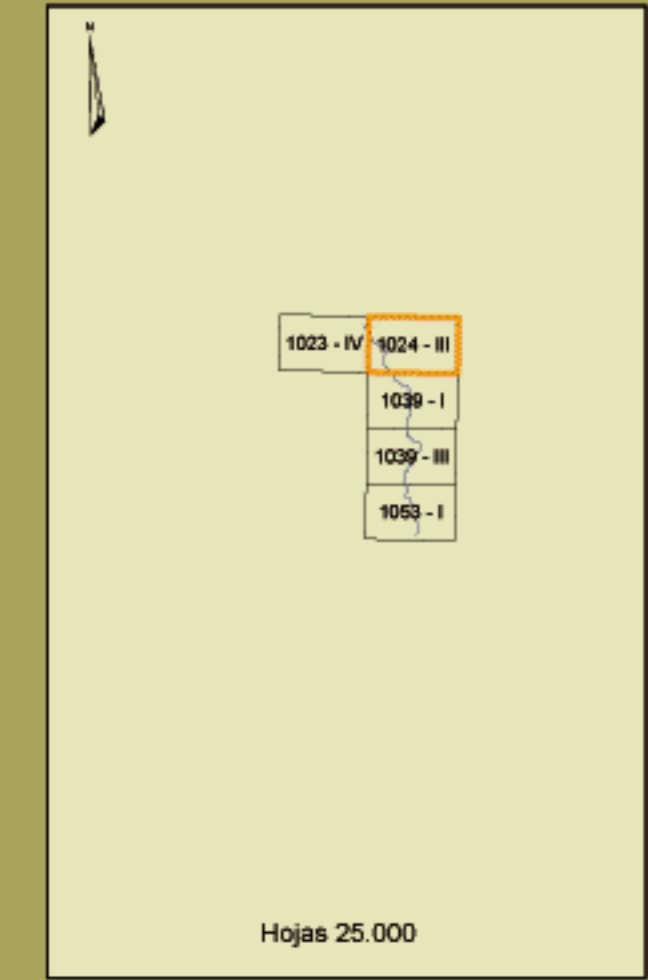 N
1023 - IV 1024 - III
1039 - I
1039 - III
1053 - I
Hojas 25.000